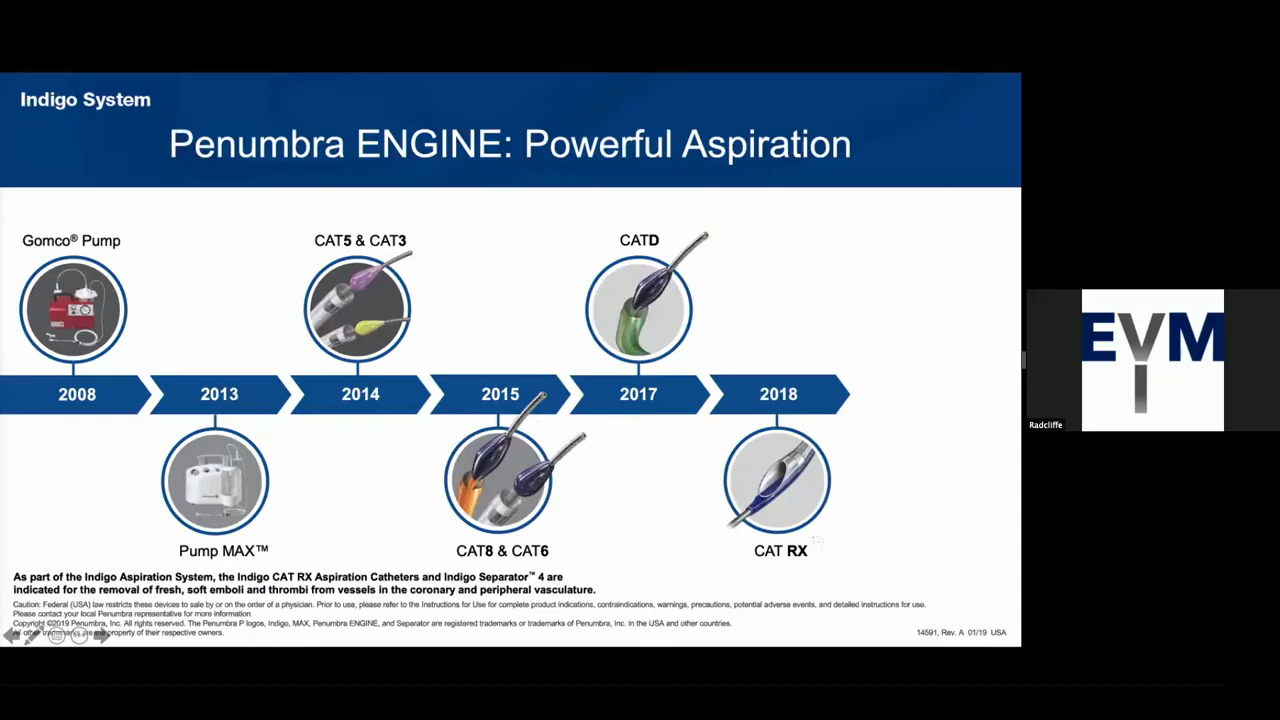 Indigo System
Penumbra ENGINE: Powerful Aspiration
Gomco® Pump
CAT5 & CAT3
CATD
2008
2013
2014
2015
2017
2018
Pump MAX™
CAT8 & CAT6
CAT RX
As part of the Indigo Aspiration System, the Indigo CAT RX Aspiration Catheters and Indigo Separator™ 4 are
indicated for the removal of fresh, soft emboli and thrombi from vessels in the coronary and peripheral vasculature.
Caution: Federal (USA) law restricts these devices to sale by or on the order of a physician. Prior to use, please refer to the Instructions for Use for complete product indications, contraindications, warnings, precautions, potential adverse events, and detailed instructions for use.
Please contact your local Penumbra representative for more information
Copyright ©2019 Penumbra, Inc. All rights reserved. The Penumbra P logos, Indigo, MAX, Penumbra ENGINE, and Separator are registered trademarks or trademarks of Penumbra, Inc. in the USA and other countries.
All other trademarks are the property of their respective owners.
14591, Rev. A 01/19 USA
EVM
Radcliffe